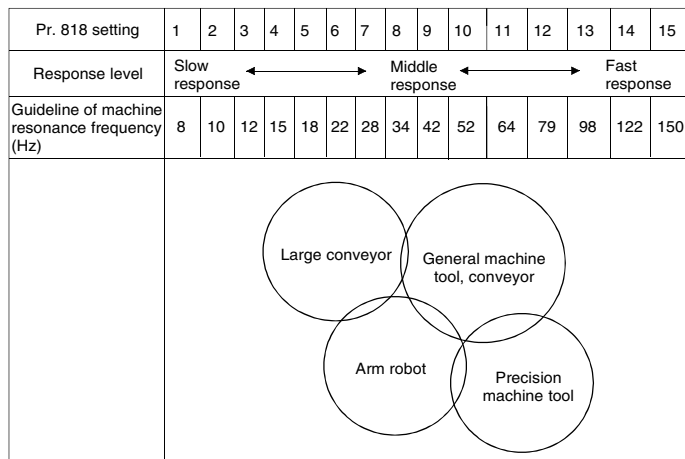 Pr. 818 setting 1 2 3 4 5 6 7 8 9 10 11 12 13 14 15
Response level Slow response Middle response Fast response
Guideline of machine
resonance frequency
(Hz) 8 10 12 15 18 22 28 34 42 52 64 79 98 122 150
Large conveyor
General machine
tool, conveyor
Arm robot
Precision
machine tool